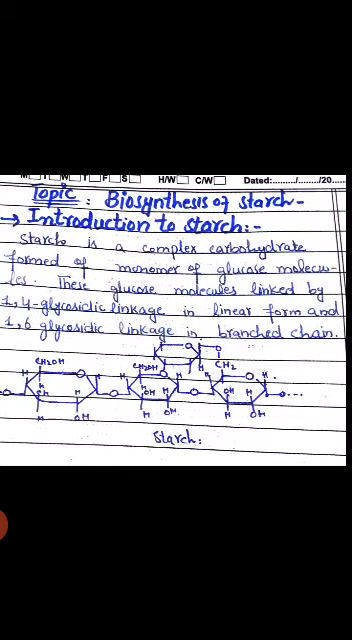 M T W T F S H/W C/W Dated:........./......../20.....
Topic : Biosynthesis of starch-
→ Introduction to starch:-
Starch is a complex carbohydrate
formed of monomer of glucose molecu-
les. These glucose molecules linked by
1,4-glycosidic linkage in linear form and
1,6 glycosidic linkage in branched chain.
O O
CH2OH CH2OH CH2
H O H H O H H O H
O OH H O OH H O OH H O...
H OH H OH H OH
Starch: